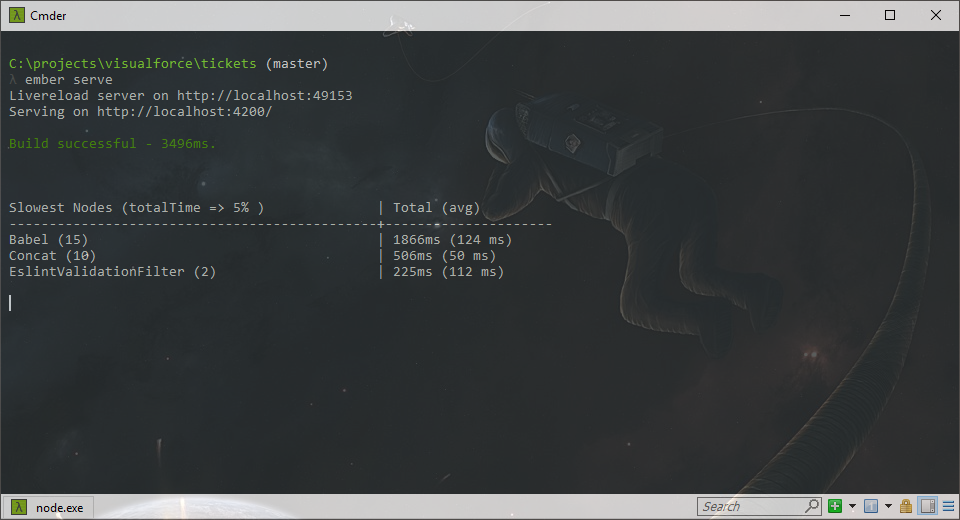 λ Cmder
C:\projects\visualforce\tickets (master)
λ ember serve
Livereload server on http://localhost:49153
Serving on http://localhost:4200/
Build successful - 3496ms.
Slowest Nodes (totalTime => 5% ) | Total (avg)
----------------------------------------------+---------------------
Babel (15) | 1866ms (124 ms)
Concat (10) | 506ms (50 ms)
EslintValidationFilter (2) | 225ms (112 ms)
λ node.exe
Search